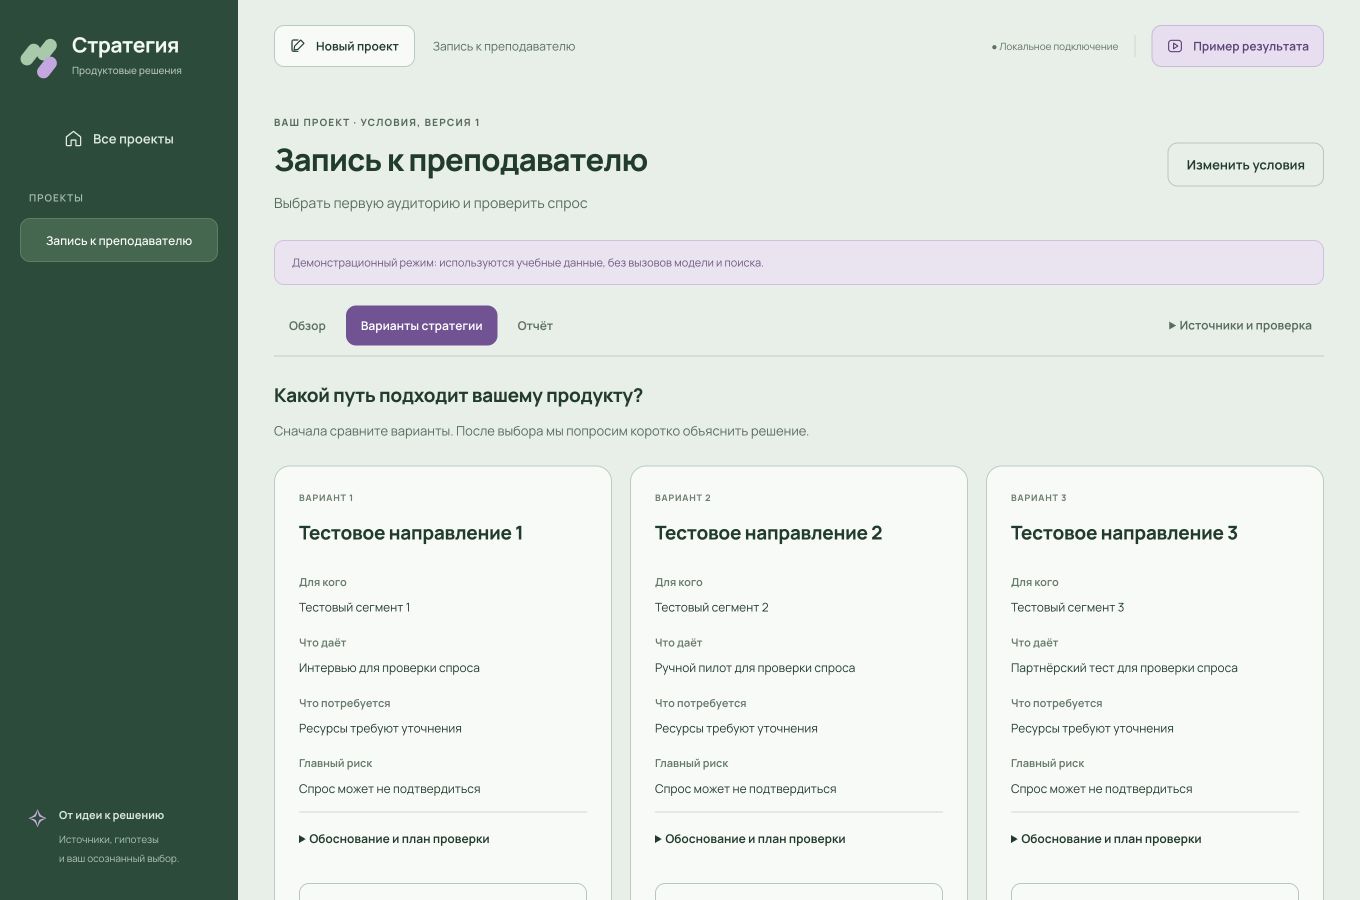 Стратегия
Продуктовые решения
Все проекты
ПРОЕКТЫ
Запись к преподавателю
От идеи к решению
Источники, гипотезы
и ваш осознанный выбор.
Новый проект
Запись к преподавателю
● Локальное подключение
Пример результата
ВАШ ПРОЕКТ · УСЛОВИЯ, ВЕРСИЯ 1
Запись к преподавателю
Изменить условия
Выбрать первую аудиторию и проверить спрос
Демонстрационный режим: используются учебные данные, без вызовов модели и поиска.
Обзор
Варианты стратегии
Отчёт
▶ Источники и проверка
Какой путь подходит вашему продукту?
Сначала сравните варианты. После выбора мы попросим коротко объяснить решение.
ВАРИАНТ 1
Тестовое направление 1
Для кого
Тестовый сегмент 1
Что даёт
Интервью для проверки спроса
Что потребуется
Ресурсы требуют уточнения
Главный риск
Спрос может не подтвердиться
▶ Обоснование и план проверки
ВАРИАНТ 2
Тестовое направление 2
Для кого
Тестовый сегмент 2
Что даёт
Ручной пилот для проверки спроса
Что потребуется
Ресурсы требуют уточнения
Главный риск
Спрос может не подтвердиться
▶ Обоснование и план проверки
ВАРИАНТ 3
Тестовое направление 3
Для кого
Тестовый сегмент 3
Что даёт
Партнёрский тест для проверки спроса
Что потребуется
Ресурсы требуют уточнения
Главный риск
Спрос может не подтвердиться
▶ Обоснование и план проверки